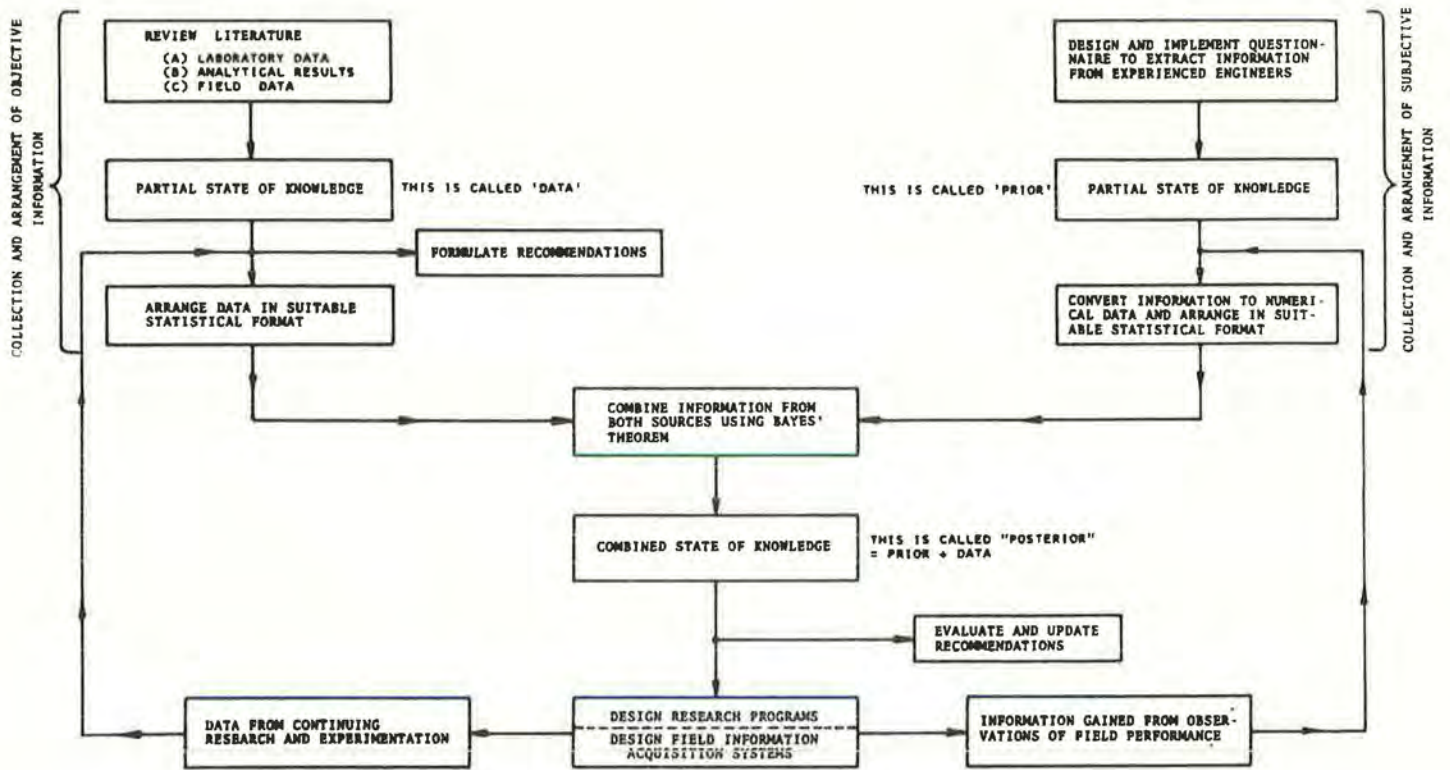 COLLECTION AND ARRANGEMENT OF OBJECTIVE
INFORMATION
REVIEW LITERATURE
(A) LABORATORY DATA
(B) ANALYTICAL RESULTS
(C) FIELD DATA
PARTIAL STATE OF KNOWLEDGE
THIS IS CALLED 'DATA'
FORMULATE RECOMMENDATIONS
ARRANGE DATA IN SUITABLE
STATISTICAL FORMAT
DESIGN AND IMPLEMENT QUESTION-
NAIRE TO EXTRACT INFORMATION
FROM EXPERIENCED ENGINEERS
THIS IS CALLED 'PRIOR'
PARTIAL STATE OF KNOWLEDGE
CONVERT INFORMATION TO NUMERI-
CAL DATA AND ARRANGE IN SUIT-
ABLE STATISTICAL FORMAT
COLLECTION AND ARRANGEMENT OF SUBJECTIVE
INFORMATION
COMBINE INFORMATION FROM
BOTH SOURCES USING BAYES'
THEOREM
COMBINED STATE OF KNOWLEDGE
THIS IS CALLED "POSTERIOR"
= PRIOR + DATA
EVALUATE AND UPDATE
RECOMMENDATIONS
DATA FROM CONTINUING
RESEARCH AND EXPERIMENTATION
DESIGN RESEARCH PROGRAMS
DESIGN FIELD INFORMATION
ACQUISITION SYSTEMS
INFORMATION GAINED FROM OBSER-
VATIONS OF FIELD PERFORMANCE